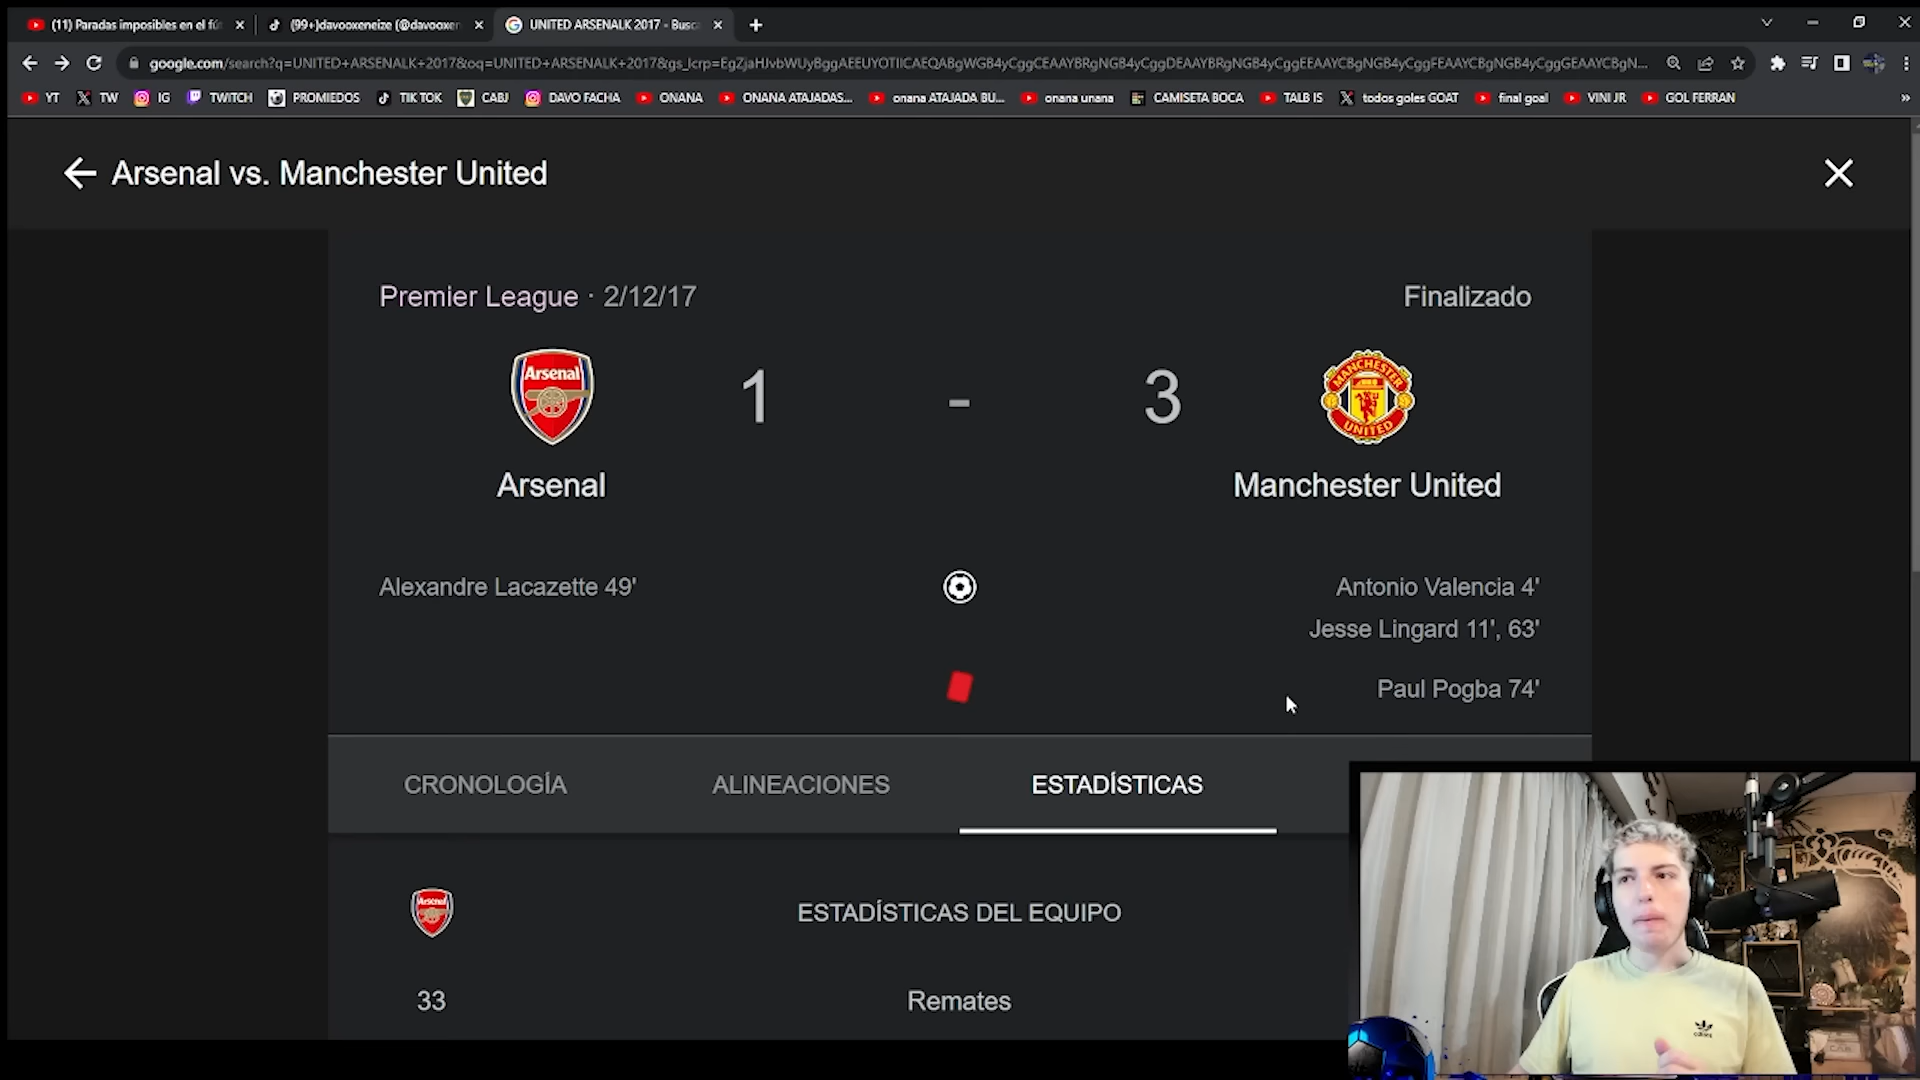 (11) Paradas imposibles en el fú
(99+)davooxeneize (@davooxen
UNITED ARSENALK 2017 - Busc
google.com/search?q=UNITED+ARSENALK+2017&oq=UNITED+ARSENALK+2017&gs_lcrp=
YT
TW
IG
TWITCH
PROMIEDOS
TIK TOK
CABJ
DAVO FACHA
ONANA
ONANA ATAJADAS...
onana ATAJADA BU...
onana unana
CAMISETA BOCA
TALB IS
todos goles GOAT
final goal
VINI JR
GOL FERRAN
Arsenal vs. Manchester United
Premier League · 2/12/17
Finalizado
Arsenal
1 - 3
MANCHESTER UNITED
Arsenal
Manchester United
Alexandre Lacazette 49'
Antonio Valencia 4'
Jesse Lingard 11', 63'
Paul Pogba 74'
CRONOLOGÍA
ALINEACIONES
ESTADÍSTICAS
Arsenal
ESTADÍSTICAS DEL EQUIPO
33
Remates
adidas